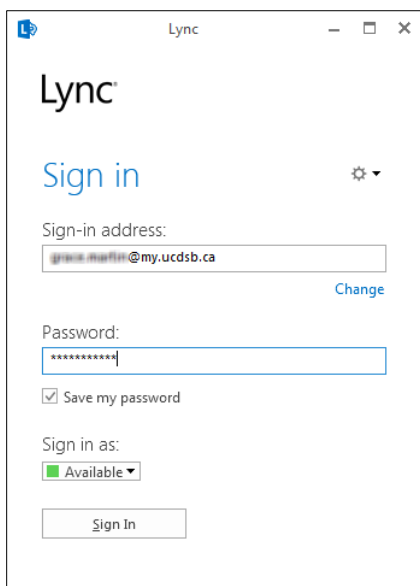 Lync
Lync
Sign in
Sign-in address:
@my.ucdsb.ca
Change
Password:
***********
Save my password
Sign in as:
Available
Sign In